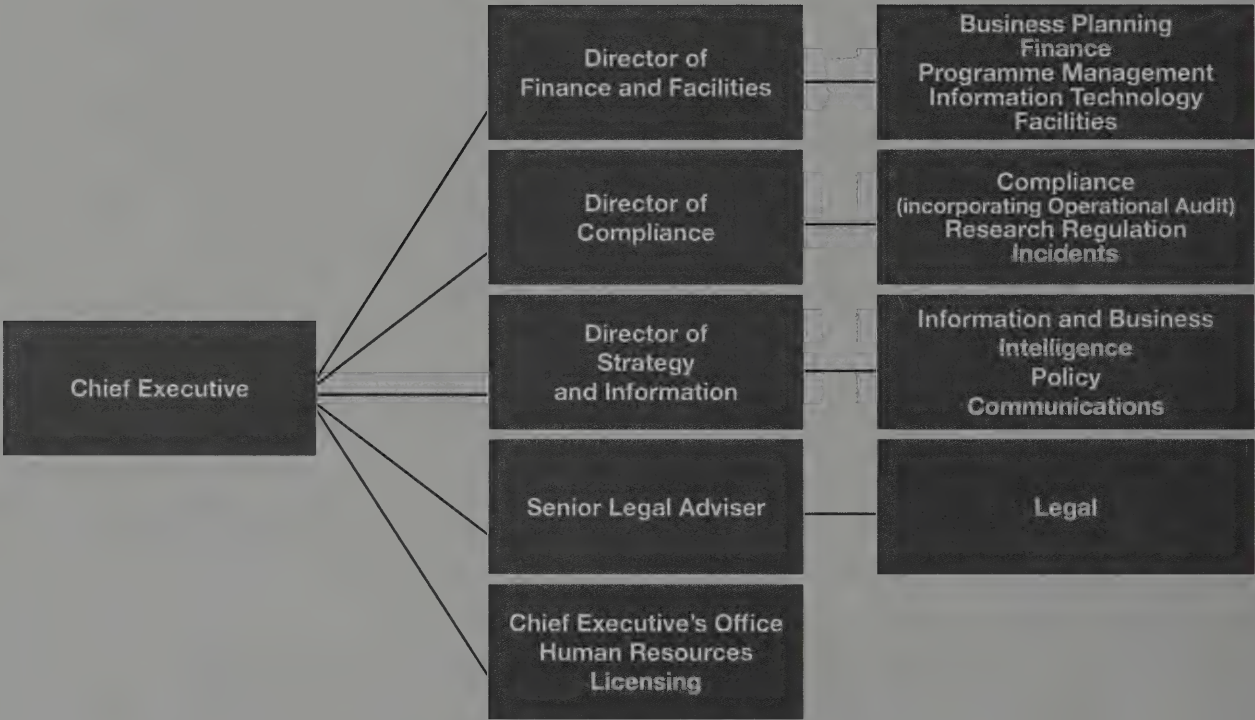 Chief Executive
Director of
Finance and Facilities
Business Planning
Finance
Programme Management
Information Technology
Facilities
Director of
Compliance
Compliance
(incorporating Operational Audit)
Research Regulation
Incidents
Director of
Strategy
and Information
Information and Business
Intelligence
Policy
Communications
Senior Legal Adviser
Legal
Chief Executive's Office
Human Resources
Licensing